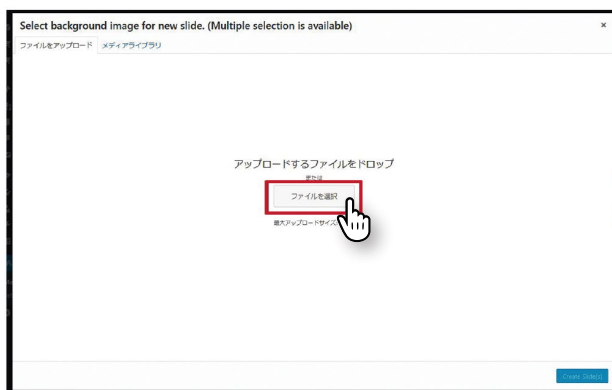 Select background image for new slide. (Multiple selection is available)
×
ファイルをアップロード メディアライブラリ
アップロードするファイルをドロップ
または
ファイルを選択
最大アップロードサイズ
Create Slide(s)